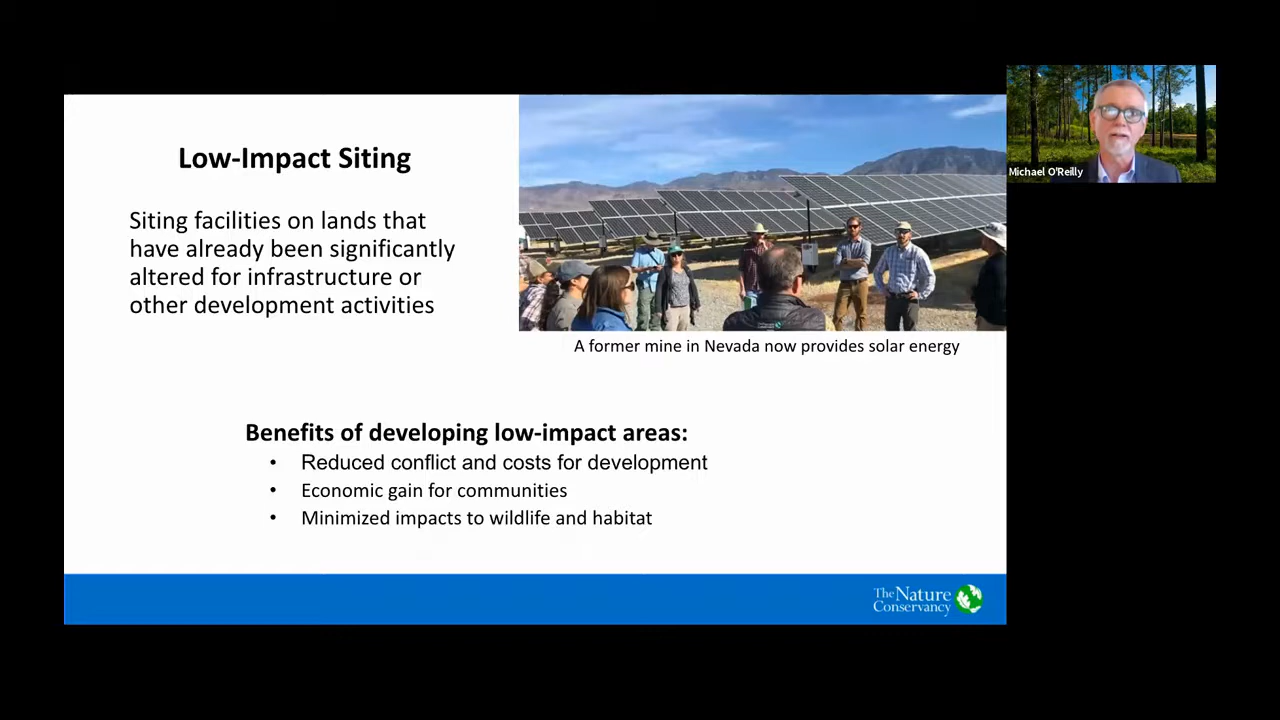 Low-Impact Siting
Siting facilities on lands that
have already been significantly
altered for infrastructure or
other development activities
Michael O'Reilly
A former mine in Nevada now provides solar energy
Benefits of developing low-impact areas:
• Reduced conflict and costs for development
• Economic gain for communities
• Minimized impacts to wildlife and habitat
The Nature
Conservancy